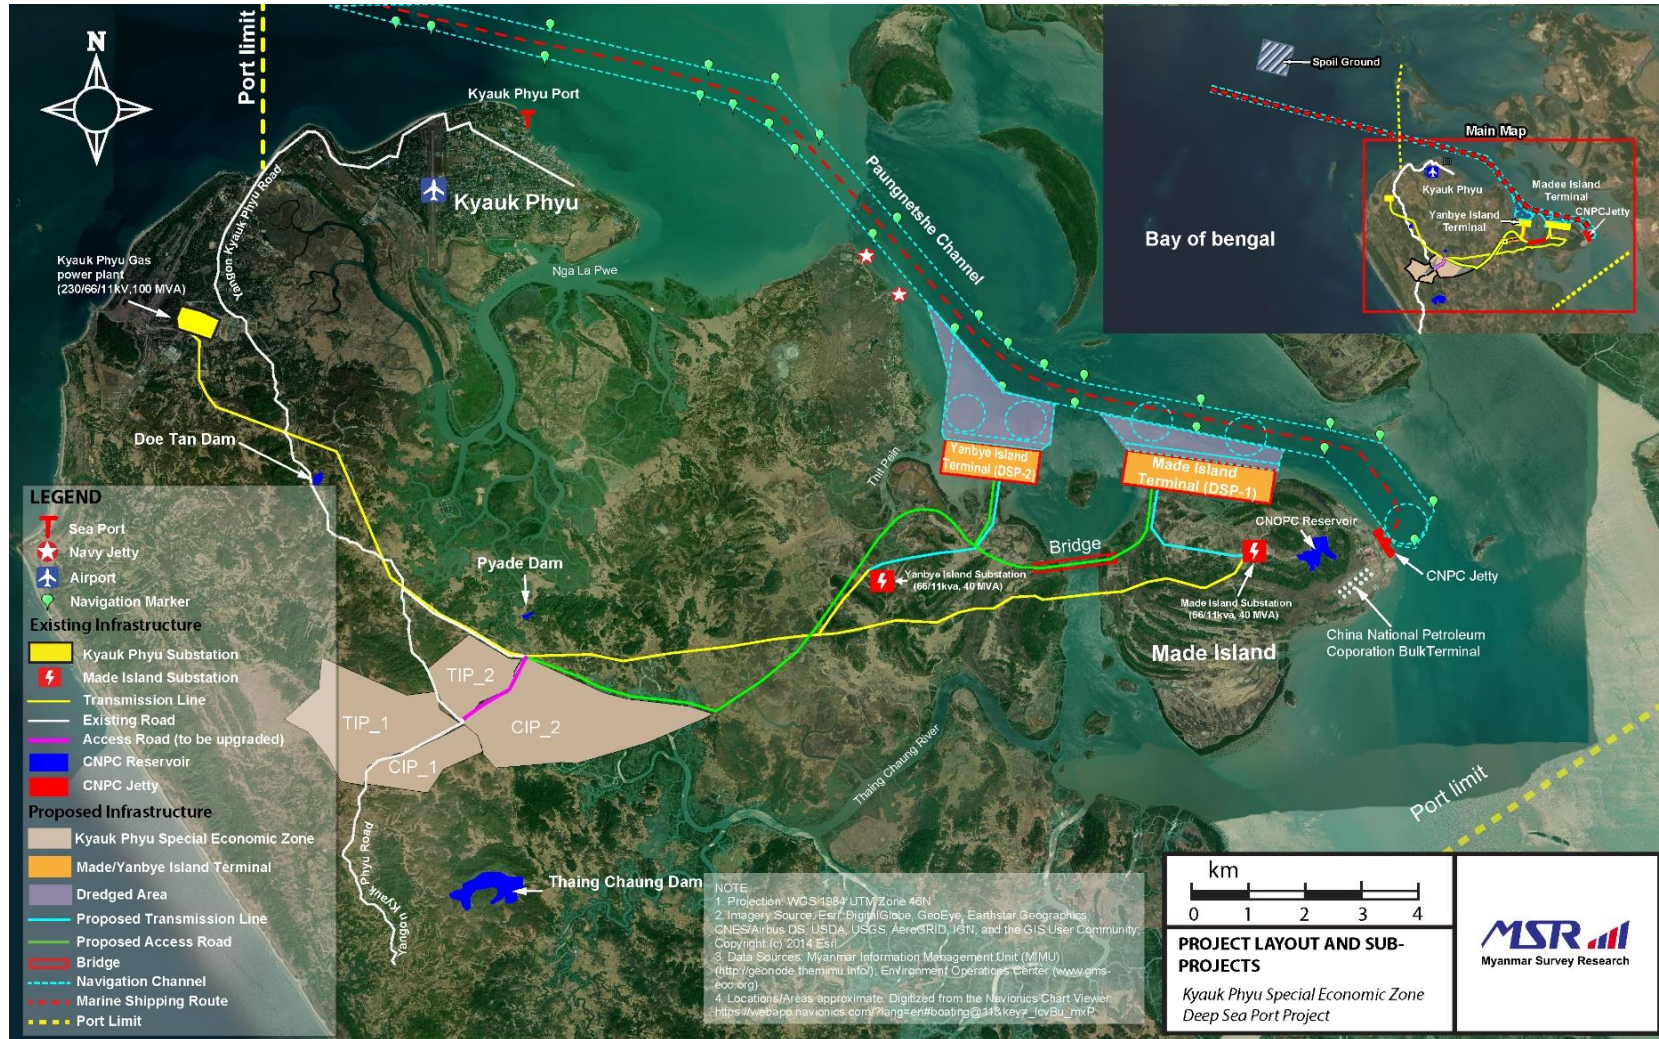 N
Port limit
Kyauk Phyu Port
Kyauk Phyu
Yangon Kyauk Phyu Road
Nga La Pwe
Kyauk Phyu Gas
power plant
(230/66/11kV,100 MVA)
Doe Tan Dam
Paungnetshe Channel
Spoil Ground
Main Map
Kyauk Phyu
Madee Island
Terminal
CNPCJetty
Yanbye Island
Terminal
Bay of bengal
Thit Pein
Yanbye Island
Terminal (DSP-2)
Made Island
Terminal (DSP-1)
Bridge
CNOPC Reservoir
CNPC Jetty
Pyade Dam
Yanbye Island Substation
(66/11kva, 40 MVA)
Made Island Substation
(66/11kva, 40 MVA)
China National Petroleum
Coporation BulkTerminal
Made Island
TIP_2
TIP_1
CIP_2
CIP_1
Thaing Chaung River
Port limit
Yangon Kyauk Phyu Road
Thaing Chaung Dam
LEGEND
Sea Port
Navy Jetty
Airport
Navigation Marker
Existing Infrastructure
Kyauk Phyu Substation
Made Island Substation
Transmission Line
Existing Road
Access Road (to be upgraded)
CNPC Reservoir
CNPC Jetty
Proposed Infrastructure
Kyauk Phyu Special Economic Zone
Made/Yanbye Island Terminal
Dredged Area
Proposed Transmission Line
Proposed Access Road
Bridge
Navigation Channel
Marine Shipping Route
Port Limit
NOTE
1. Projection: WGS 1984 UTM Zone 46N
2. Imagery Source: Esri, DigitalGlobe, GeoEye, Earthstar Geographics,
CNES/Airbus DS, USDA, USGS, AeroGRID, IGN, and the GIS User Community,
Copyright (c) 2014 Esri
3. Data Sources: Myanmar Information Management Unit (MIMU)
(http://geonode.themimu.info/); Environment Operations Center (www.gms-
eoc.org)
4. Locations/Areas approximate. Digitized from the Navionics Chart Viewer.
km
0 1 2 3 4
PROJECT LAYOUT AND SUB-
PROJECTS
Kyauk Phyu Special Economic Zone
Deep Sea Port Project
MSR
Myanmar Survey Research